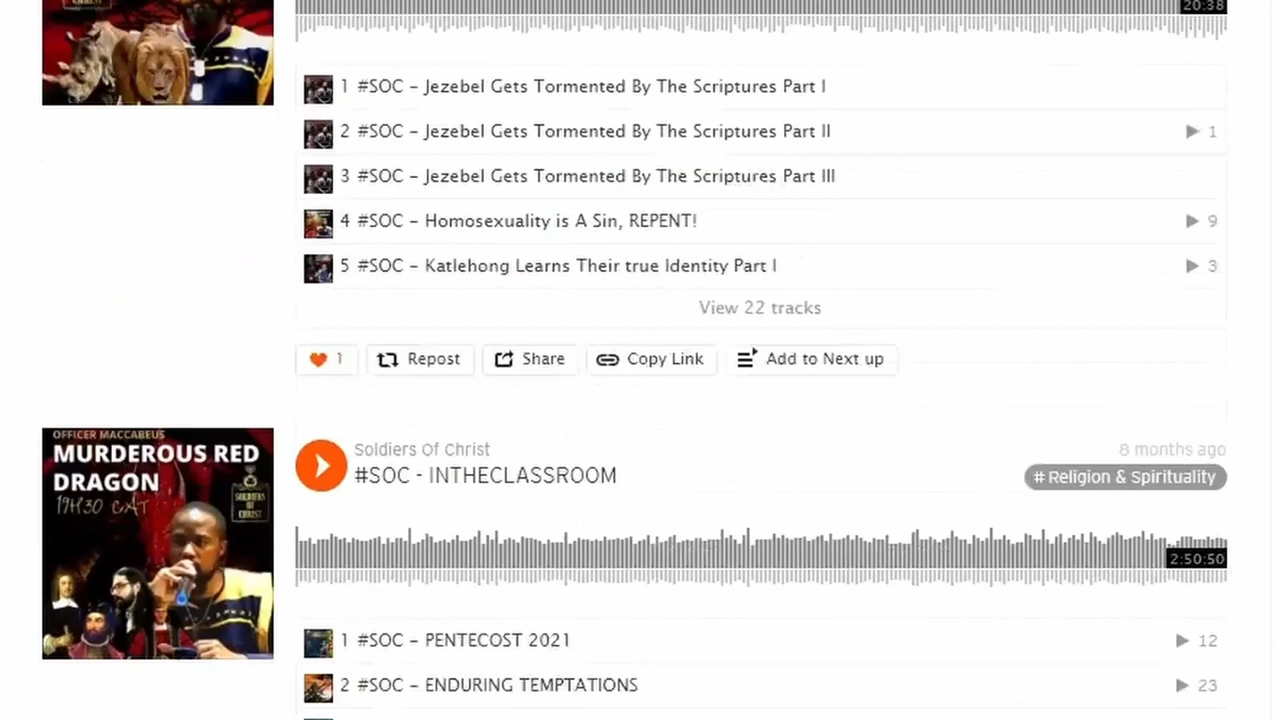 20:38
1 #SOC – Jezebel Gets Tormented By The Scriptures Part I
2 #SOC – Jezebel Gets Tormented By The Scriptures Part II
1
3 #SOC – Jezebel Gets Tormented By The Scriptures Part III
4 #SOC – Homosexuality is A Sin, REPENT!
9
5 #SOC – Katlehong Learns Their true Identity Part I
3
View 22 tracks
1
Repost
Share
Copy Link
Add to Next up
OFFICER MACCABEUS
MURDEROUS RED
DRAGON
19H30 CAT
SOLDIERS
OF
CHRIST
Soldiers Of Christ
8 months ago
#SOC - INTHECLASSROOM
# Religion & Spirituality
2:50:50
1 #SOC – PENTECOST 2021
12
2 #SOC – ENDURING TEMPTATIONS
23